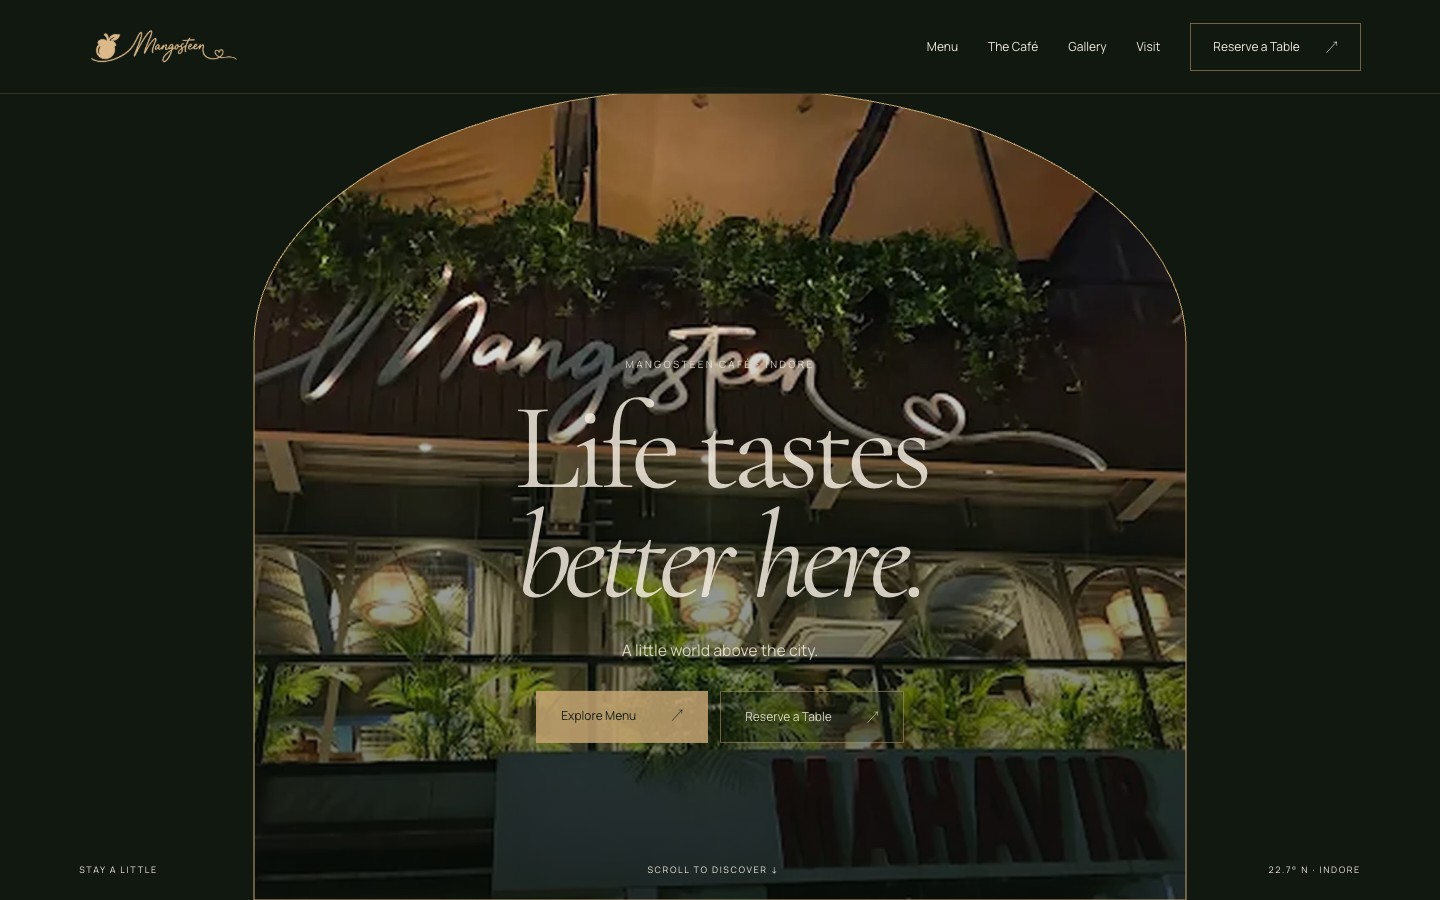 Mangosteen
Menu
The Café
Gallery
Visit
Reserve a Table ↗
Mangosteen
MANGOSTEEN CAFÉ · INDORE
Life tastes
better here.
A little world above the city.
Explore Menu ↗
Reserve a Table ↗
MAHAVIR
STAY A LITTLE
SCROLL TO DISCOVER ↓
22.7° N · INDORE